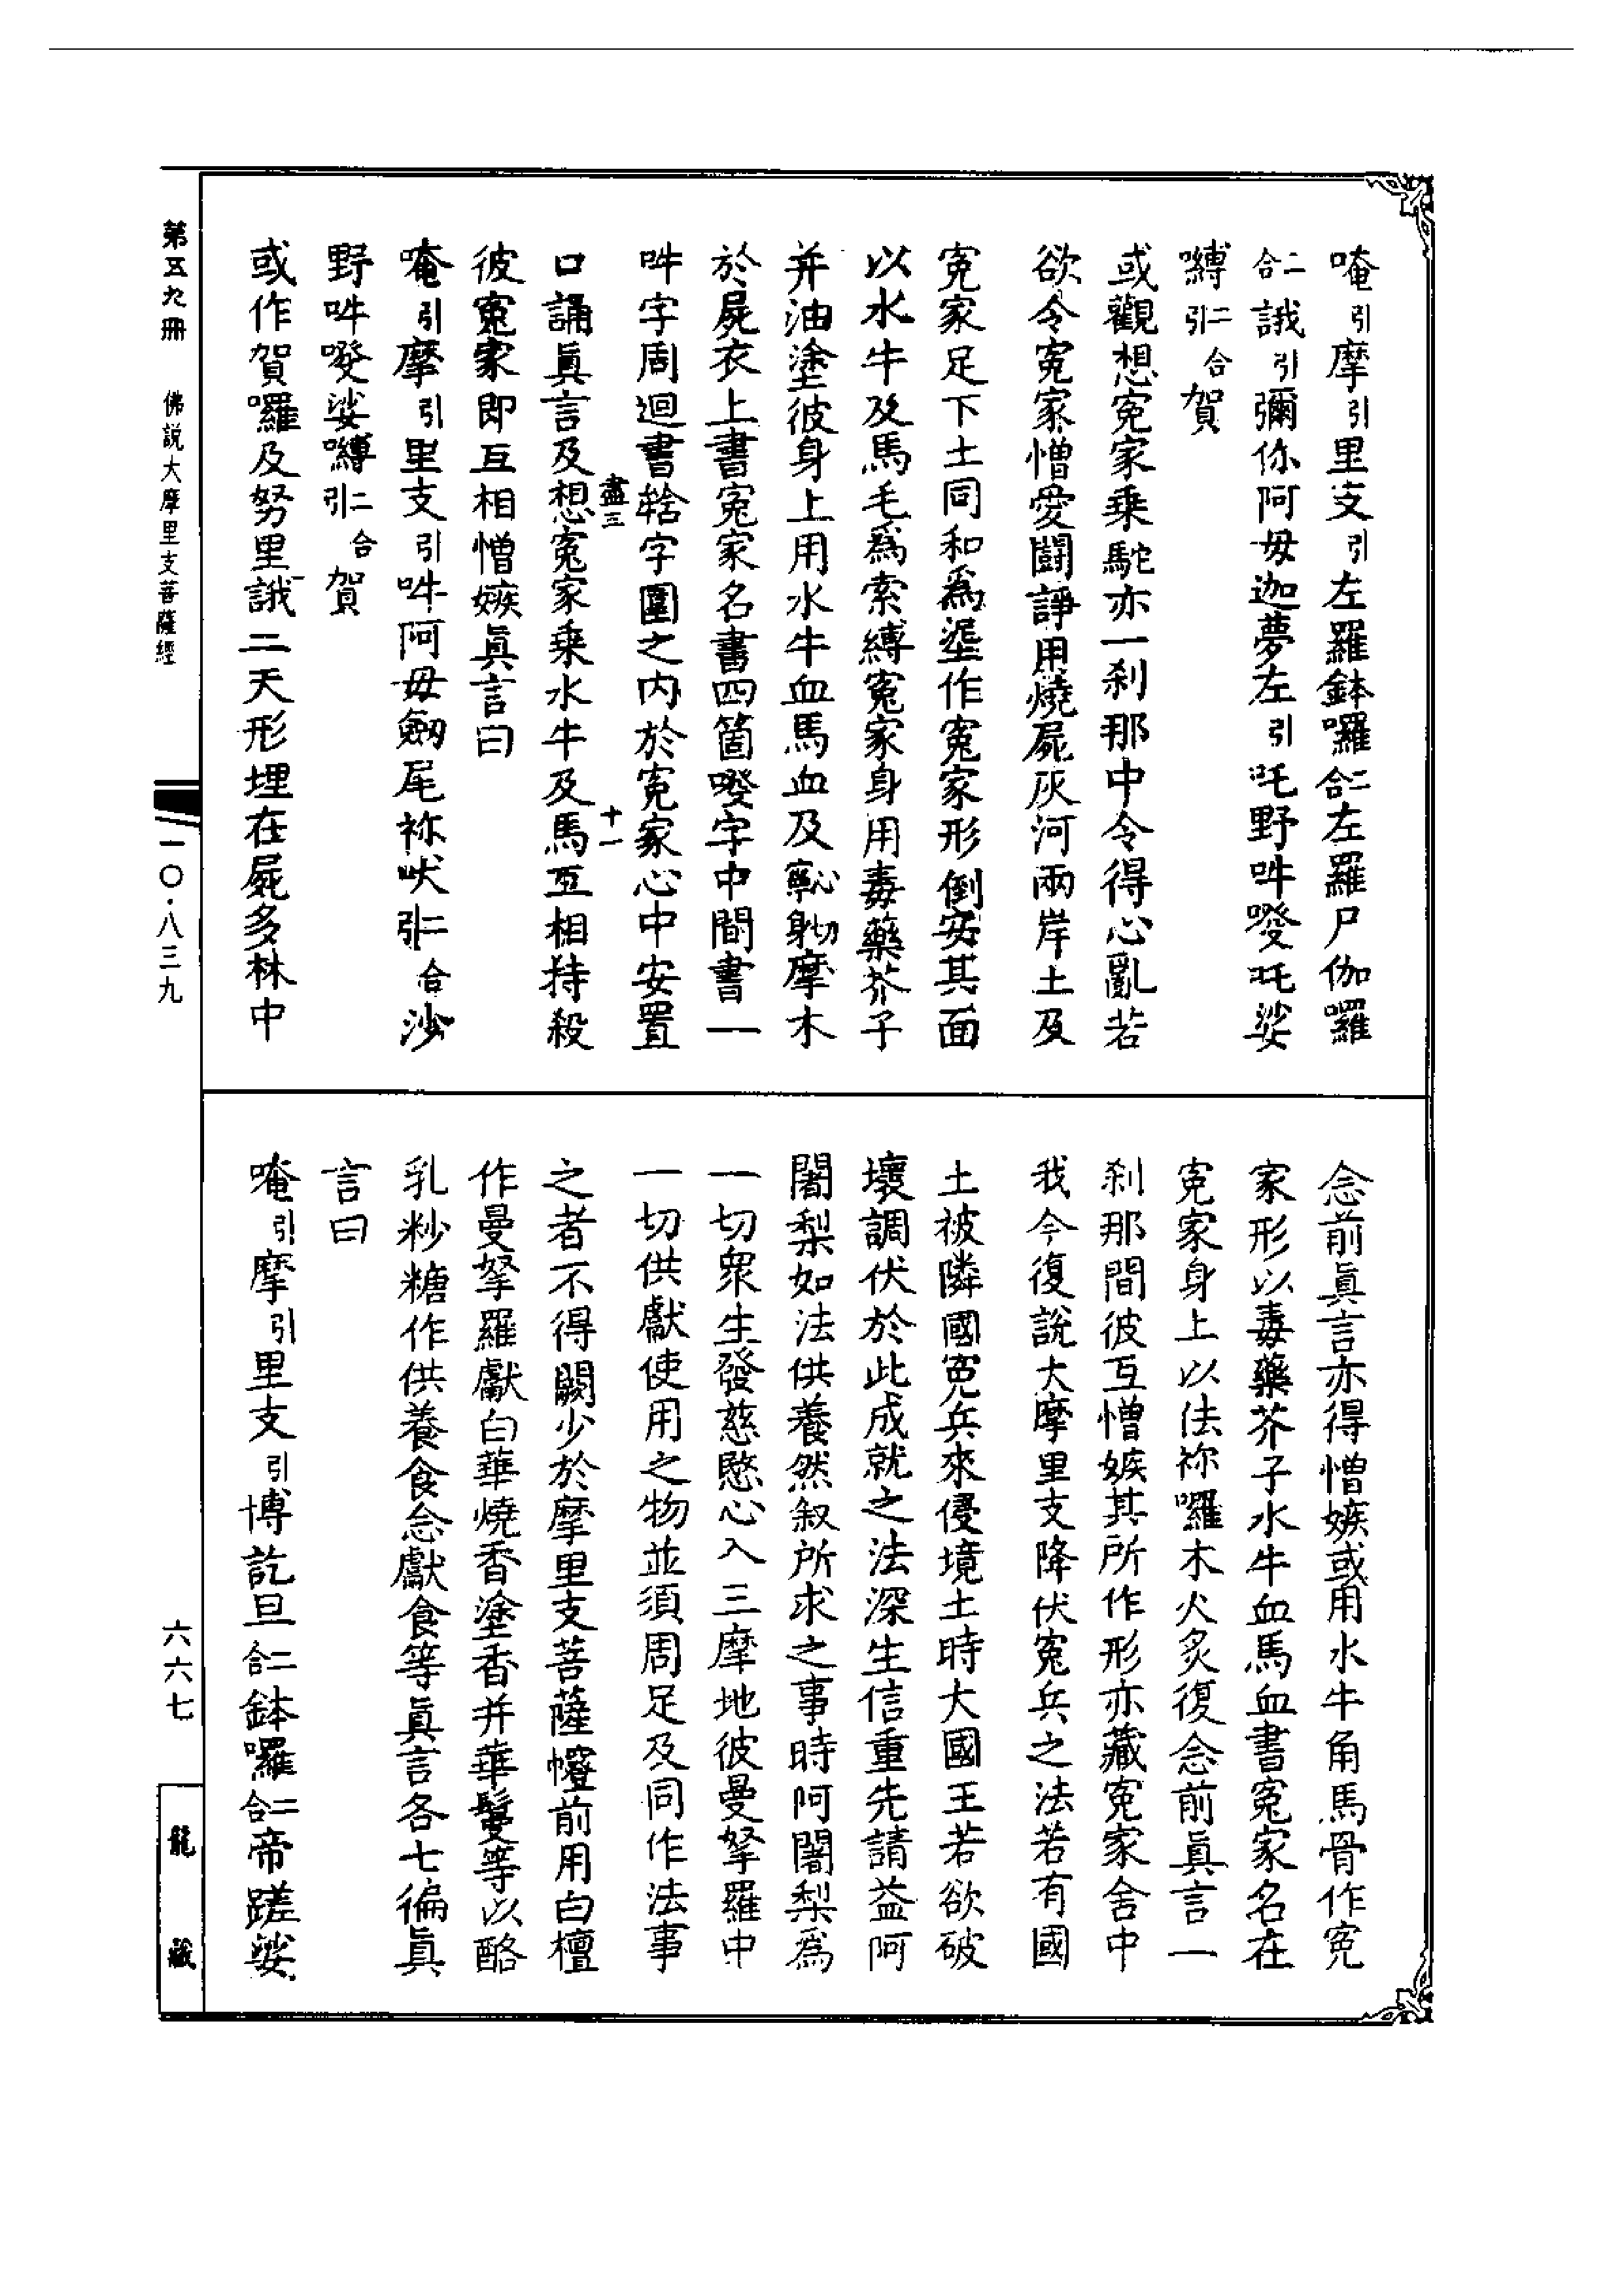 唵引摩引里支引左羅鉢囉二合左羅尸伽囉
二合誐引彌你阿毋迦夢左引吒野吽發吒娑
嚩二合引賀
或觀想寃家乗駝亦一刹那中令得心亂若
欲令寃家憎愛鬪諍用燒屍灰河兩岸土及
寃家足下土同和爲埿作寃家形倒安其面
以水牛及馬毛爲索縛寃家身用毒藥芥子
并油塗彼身上用水牛血馬血及摩木
於屍衣上書寃家名書四箇發字中間書一
吽字周迴書辖字圍之内於寃家心中安置
盡三
十一
口誦眞言及想寃家乗水牛及馬互相持殺
彼寃家即互相憎嫉眞言曰
唵引摩引里支引吽阿毋劒尾祢吠二合引沙
野吽發娑嚩二合引賀
或作賀囉及努里誐二天形埋在屍多林中
念前眞言亦得憎嫉或用水牛角馬骨作寃
家形以毒藥芥子水牛血馬血書寃家名在
寃家身上以法祢囉木火炙復念前眞言一
刹那間彼互憎嫉其所作形亦藏寃家舍中
我今復説大摩里支降伏寃兵之法若有國
土被隣國寃兵來侵境土時大國王若欲破
壞調伏於此成就之法深生信重先請益阿
闍梨如法供養然叙所求之事時阿闍梨爲
一切衆生發慈愍心入三摩地彼曼拏羅中
一切供獻使用之物並須周足及同作法事
之者不得闕少於摩里支菩薩㡧前用白檀
作曼拏羅獻白華燒香塗香并華鬘等以酪
乳粆糖作供養食念獻食等眞言各七徧眞
言曰
唵引摩引里支引博訖旦二合鉢囉二合帝蹉娑
第五九冊
佛説大摩里支菩薩經
一〇·八三九
六六七
龍藏